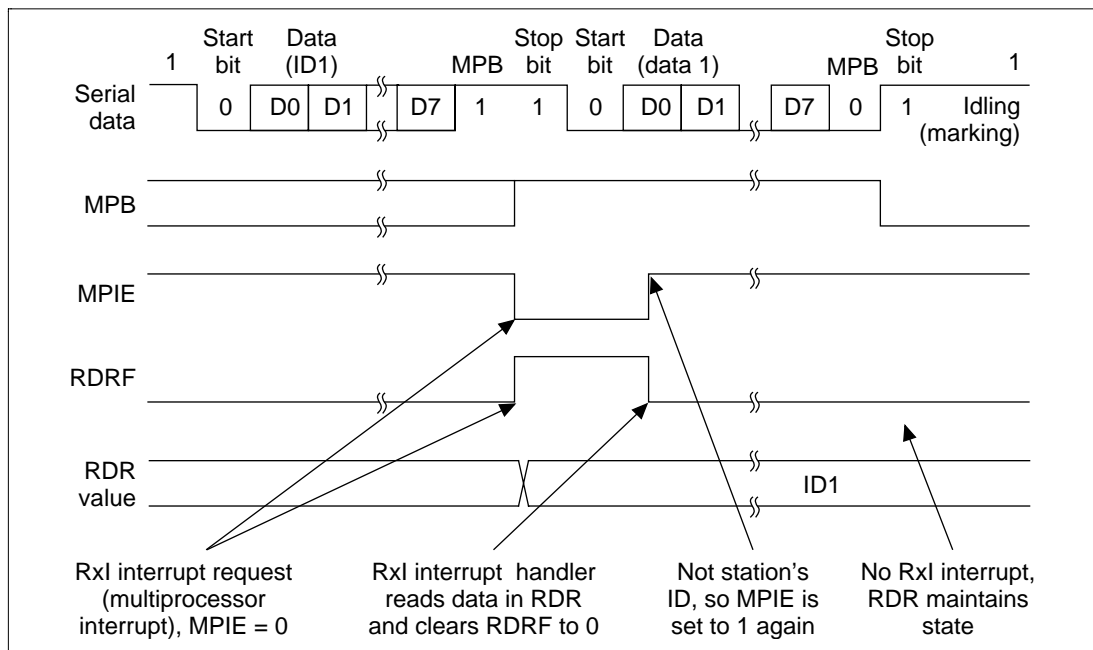 Start Data Stop Start Data Stop
1 bit (ID1) MPB bit bit (data 1) MPB bit 1
Serial data 0 D0 D1 D7 1 1 0 D0 D1 D7 0 1 Idling (marking)
MPB
MPIE
RDRF
RDR
value ID1
RxI interrupt request
(multiprocessor
interrupt), MPIE = 0
RxI interrupt handler
reads data in RDR
and clears RDRF to 0
Not station's
ID, so MPIE is
set to 1 again
No RxI interrupt,
RDR maintains
state